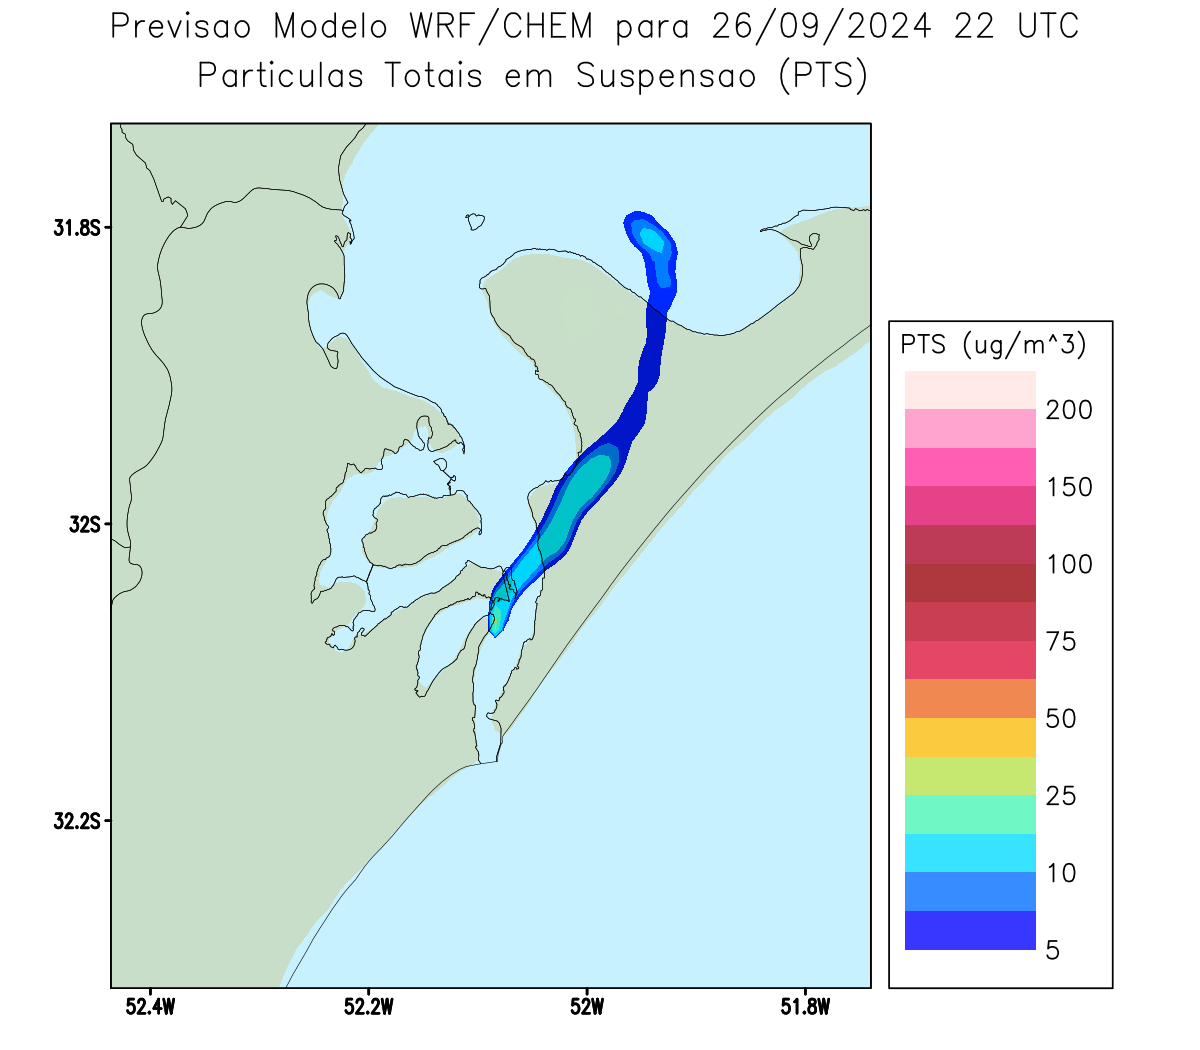 Previsao Modelo WRF/CHEM para 26/09/2024 22 UTC
Particulas Totais em Suspensao (PTS)
31.8S
32S
32.2S
52.4W
52.2W
52W
51.8W
PTS (ug/m^3)
200
150
100
75
50
25
10
5